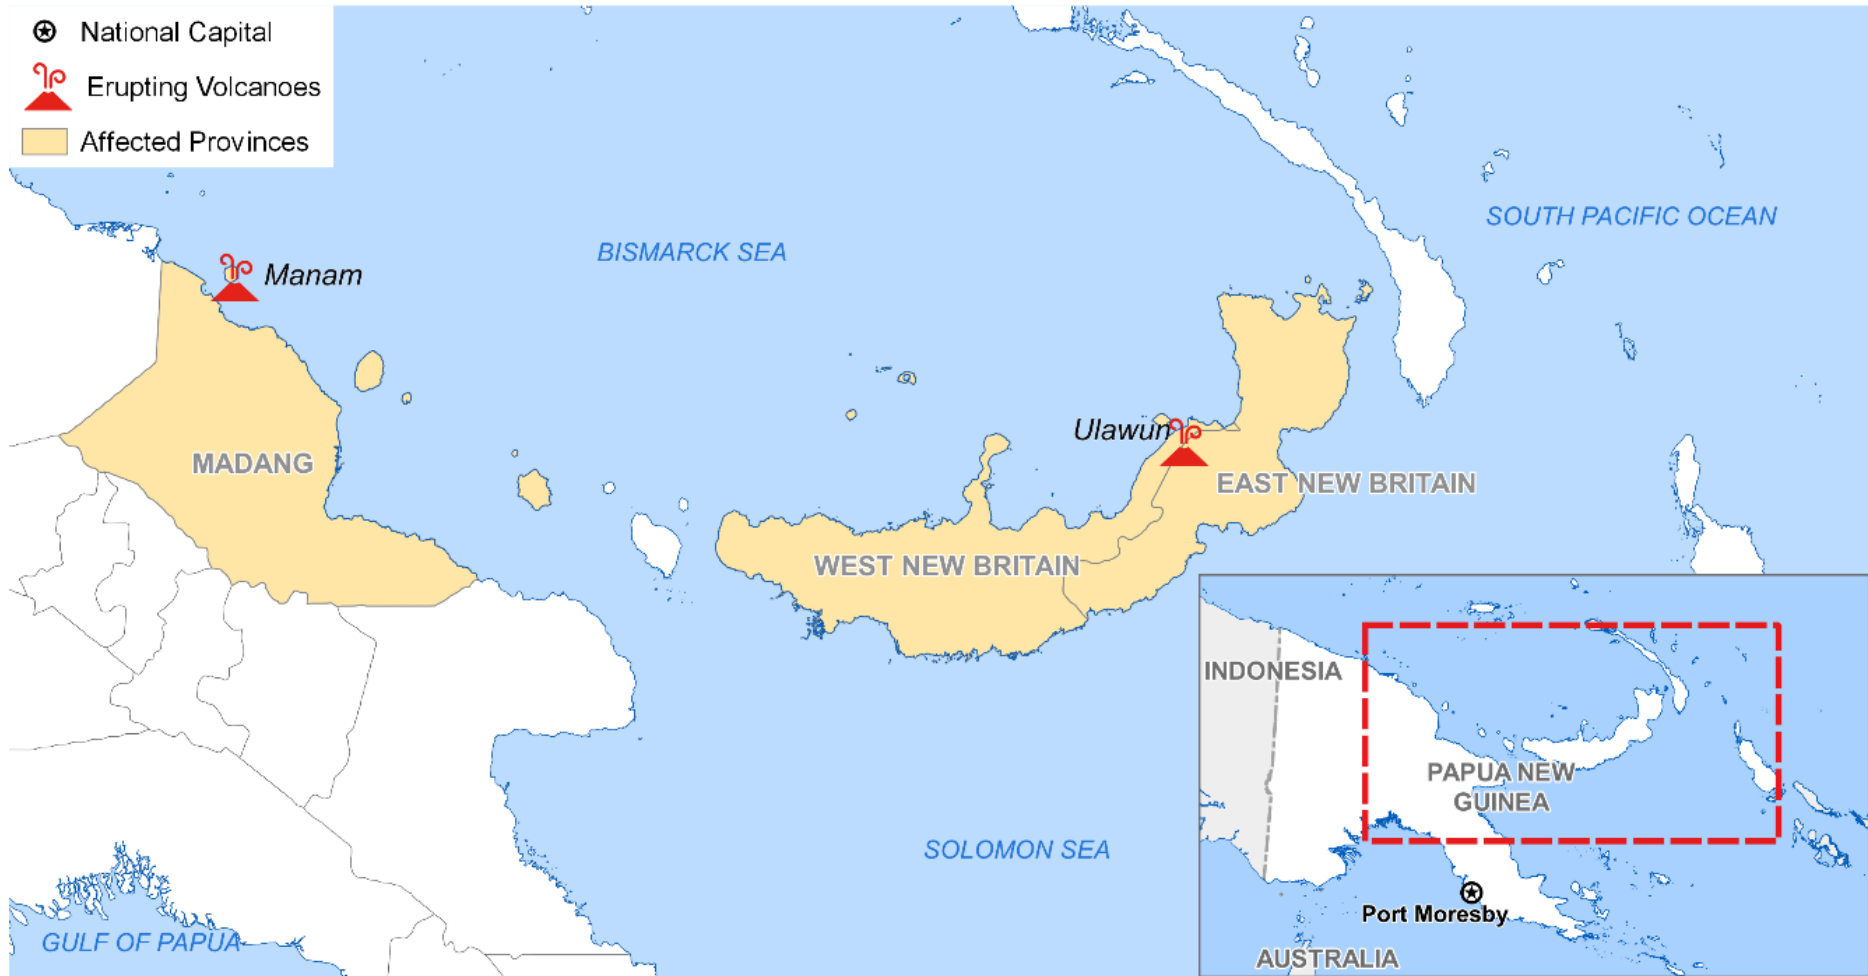 National Capital
Erupting Volcanoes
Affected Provinces
SOUTH PACIFIC OCEAN
BISMARCK SEA
Manam
Ulawun
MADANG
EAST NEW BRITAIN
WEST NEW BRITAIN
INDONESIA
PAPUA NEW
GUINEA
SOLOMON SEA
Port Moresby
GULF OF PAPUA
AUSTRALIA